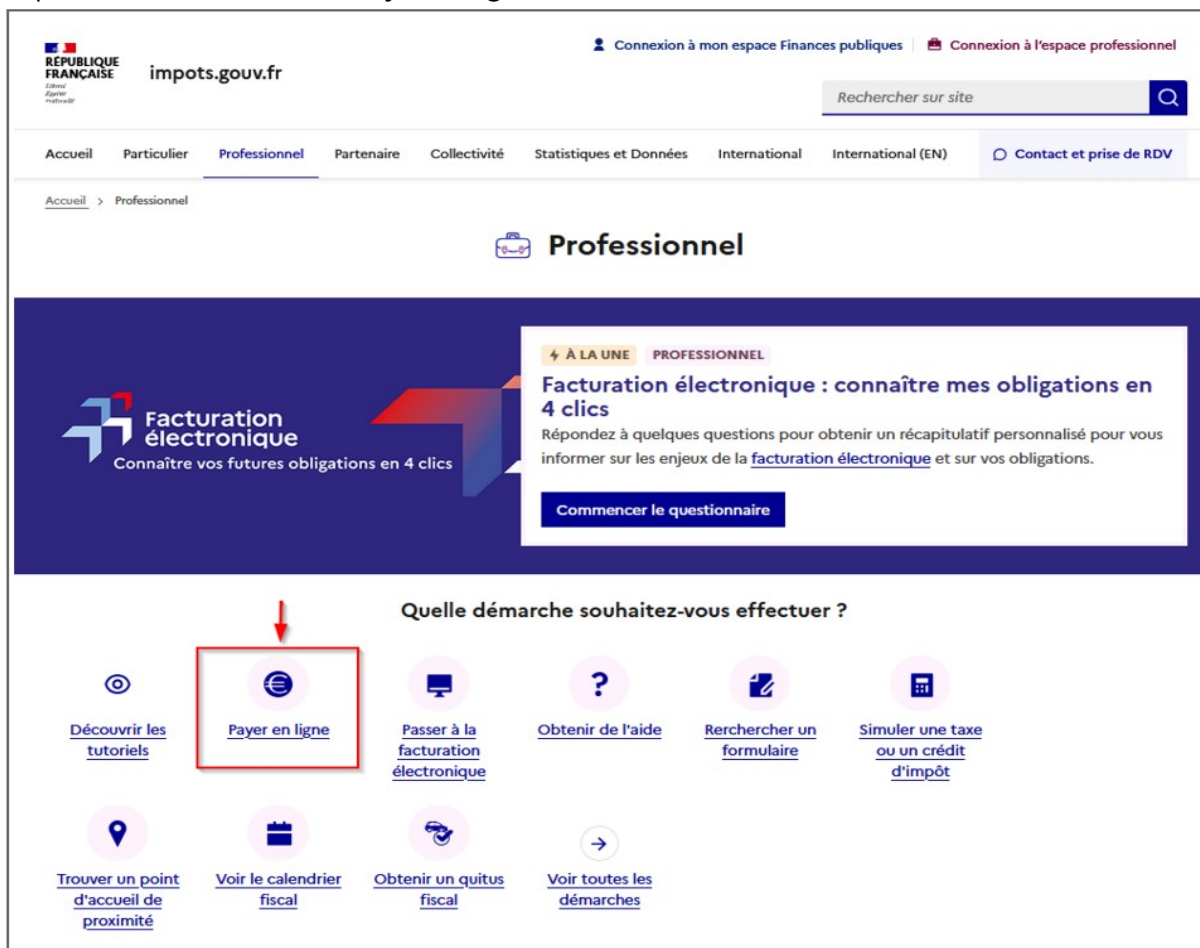 Connexion à mon espace Finances publiques
Connexion à l'espace professionnel
RÉPUBLIQUE
FRANÇAISE
Liberté
Égalité
Fraternité
impots.gouv.fr
Rechercher sur site
Accueil
Particulier
Professionnel
Partenaire
Collectivité
Statistiques et Données
International
International (EN)
Contact et prise de RDV
Accueil > Professionnel
Professionnel
Facturation
électronique
Connaître vos futures obligations en 4 clics
À LA UNE PROFESSIONNEL
Facturation électronique : connaître mes obligations en
4 clics
Répondez à quelques questions pour obtenir un récapitulatif personnalisé pour vous
informer sur les enjeux de la facturation électronique et sur vos obligations.
Commencer le questionnaire
Quelle démarche souhaitez-vous effectuer ?
Découvrir les
tutoriels
Payer en ligne
Passer à la
facturation
électronique
Obtenir de l'aide
Rerchercher un
formulaire
Simuler une taxe
ou un crédit
d'impôt
Trouver un point
d'accueil de
proximité
Voir le calendrier
fiscal
Obtenir un quitus
fiscal
Voir toutes les
démarches